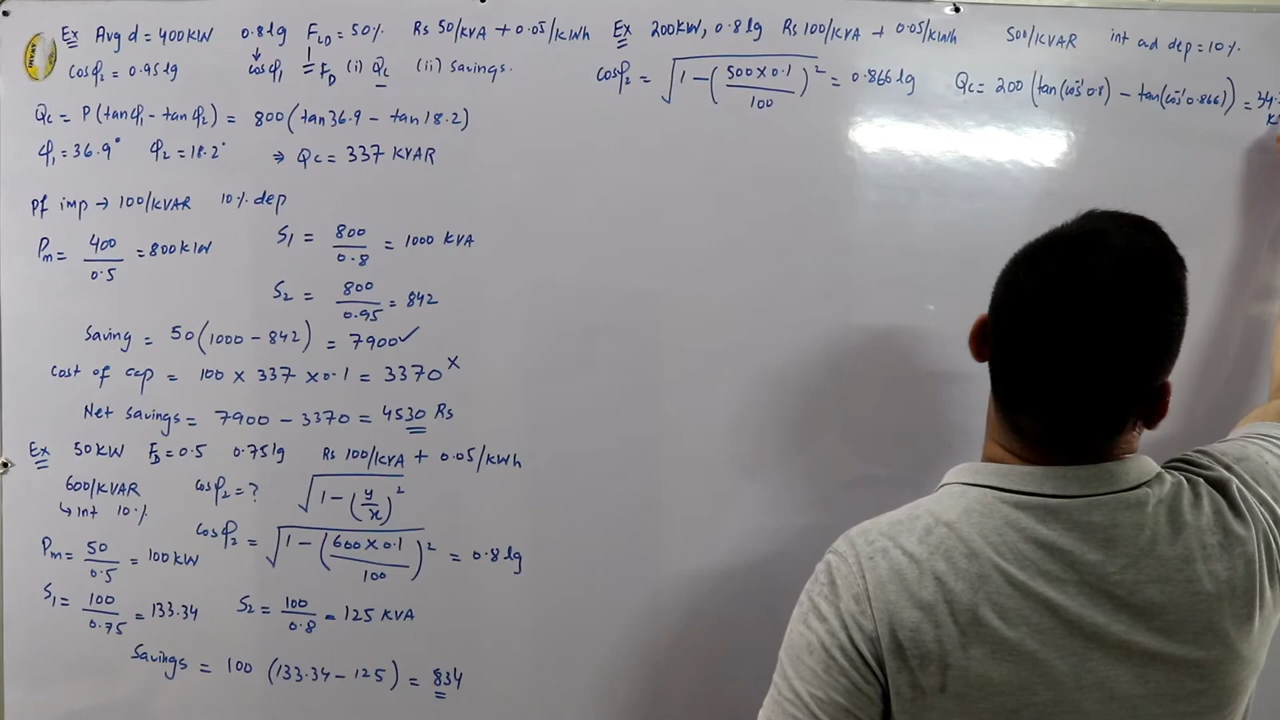 Ex Avg d = 400KW 0.8lg FLD = 50% Rs 50/KVA + 0.05/KWh
cosφ2 = 0.95lg cosφ1 = FD (i) Qc (ii) Savings.
Qc = P(tanφ1 - tanφ2) = 800(tan36.9 - tan18.2)
φ1 = 36.9° φ2 = 18.2° ⇒ Qc = 337 KVAR
Pf imp → 100/KVAR 10% dep
Pm = 400/0.5 = 800KW S1 = 800/0.8 = 1000 KVA
S2 = 800/0.95 = 842
Saving = 50(1000 - 842) = 7900✓
Cost of cap = 100 × 337 × 0.1 = 3370 x
Net savings = 7900 - 3370 = 4530 Rs
Ex 50KW FD = 0.5 0.75lg Rs 100/KVA + 0.05/KWh
600/KVAR cosφ2 = ? √(1 - (y/x)²)
↳ int 10%
cosφ2 = √(1 - (600×0.1/100)²) = 0.8lg
Pm = 50/0.5 = 100KW
S1 = 100/0.75 = 133.34 S2 = 100/0.8 = 125 KVA
Savings = 100 (133.34 - 125) = 834
Ex 200KW, 0.8lg Rs 100/KVA + 0.05/KWh 500/KVAR int and dep = 10%.
cosφ2 = √(1 - (500×0.1/100)²) = 0.866lg Qc = 200(tan(cos⁻¹0.8) - tan(cos⁻¹0.866)) =
AWANI